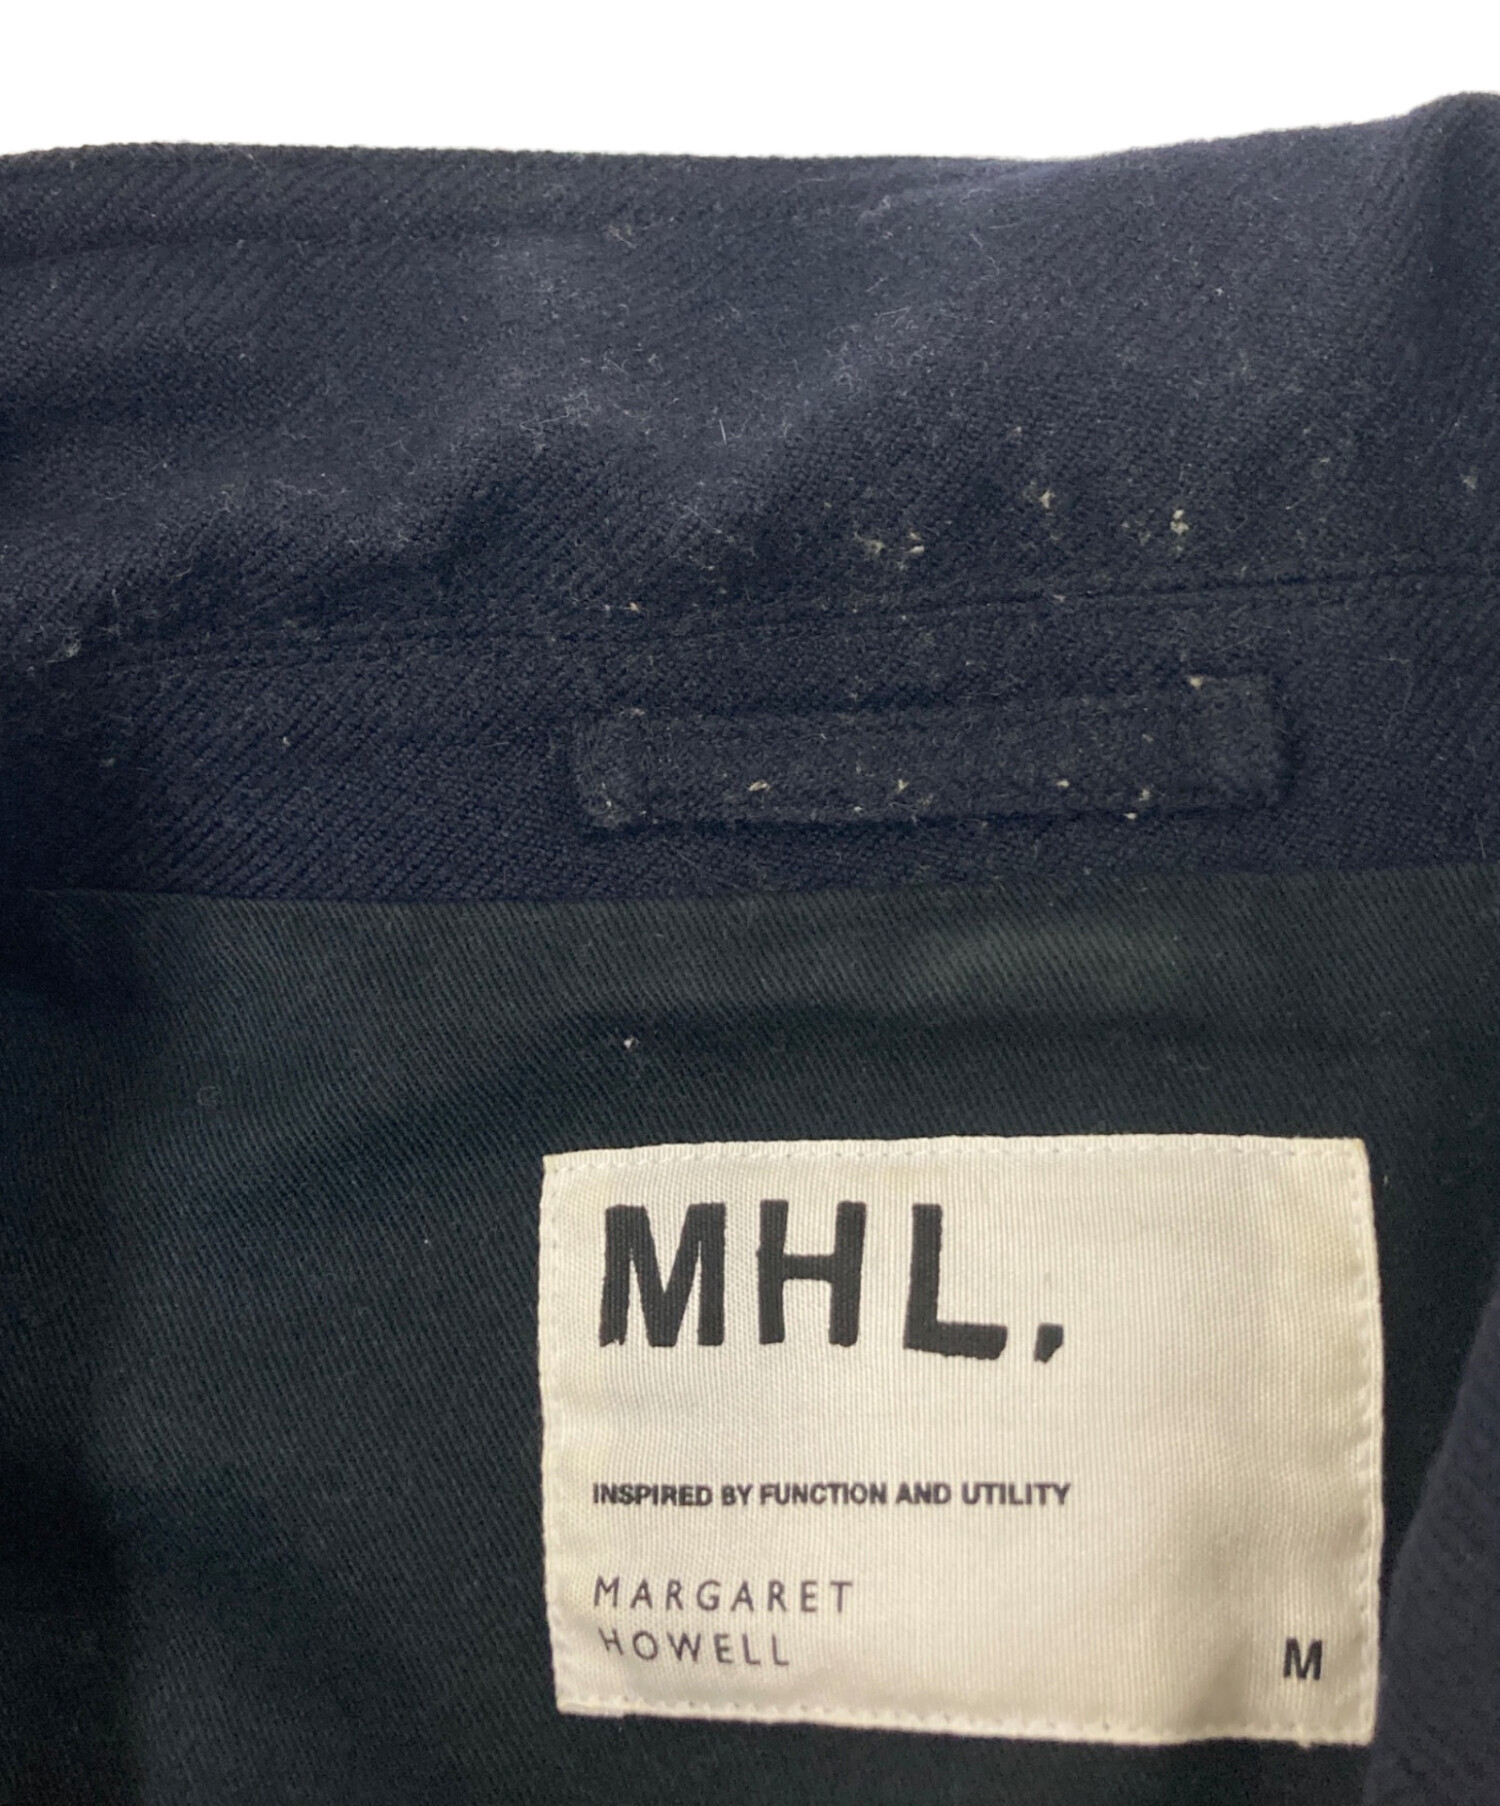 MHL.
INSPIRED BY FUNCTION AND UTILITY
MARGARET
HOWELL
M